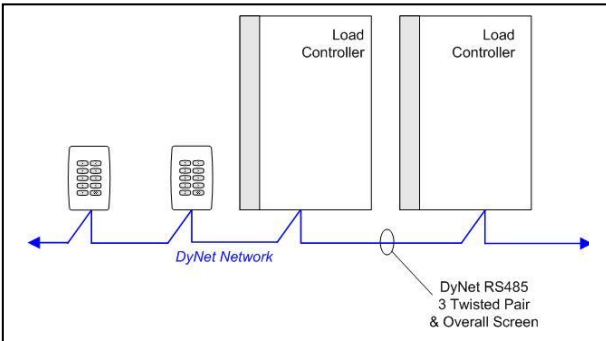 Load
Controller
Load
Controller
DyNet Network
DyNet RS485
3 Twisted Pair
& Overall Screen